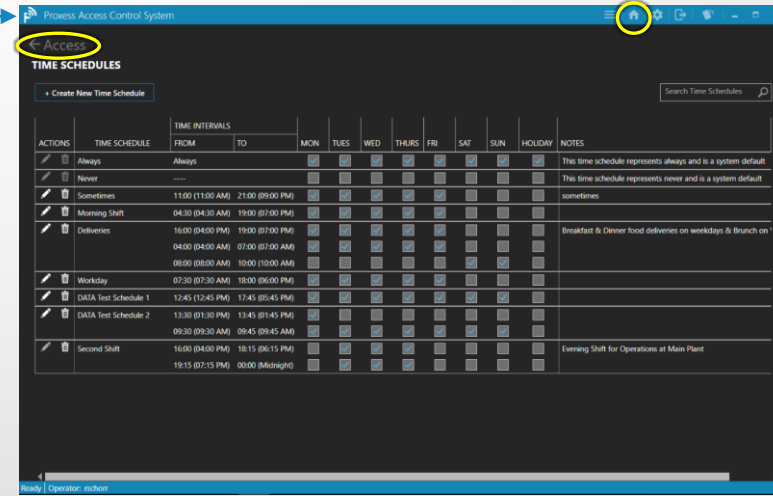 Proxess Access Control System
Access
TIME SCHEDULES
+ Create New Time Schedule
Search Time Schedules
TIME INTERVALS
ACTIONS TIME SCHEDULE FROM TO MON TUES WED THURS FRI SAT SUN HOLIDAY NOTES
Always Always This time schedule represents always and is a system default
Never ---- This time schedule represents never and is a system default
Sometimes 11:00 (11:00 AM) 21:00 (09:00 PM) sometimes
Morning Shift 04:30 (04:30 AM) 19:00 (07:00 PM)
Deliveries 16:00 (04:00 PM) 19:00 (07:00 PM) Breakfast & Dinner food deliveries on weekdays & Brunch on
04:00 (04:00 AM) 07:00 (07:00 AM)
08:00 (08:00 AM) 10:00 (10:00 AM)
Workday 07:30 (07:30 AM) 18:00 (06:00 PM)
DATA Test Schedule 1 12:45 (12:45 PM) 17:45 (05:45 PM)
DATA Test Schedule 2 13:30 (01:30 PM) 13:45 (01:45 PM)
09:30 (09:30 AM) 09:45 (09:45 AM)
Second Shift 16:00 (04:00 PM) 18:15 (06:15 PM) Evening Shift for Operations at Main Plant
19:15 (07:15 PM) 00:00 (Midnight)
Ready Operator: rschorr